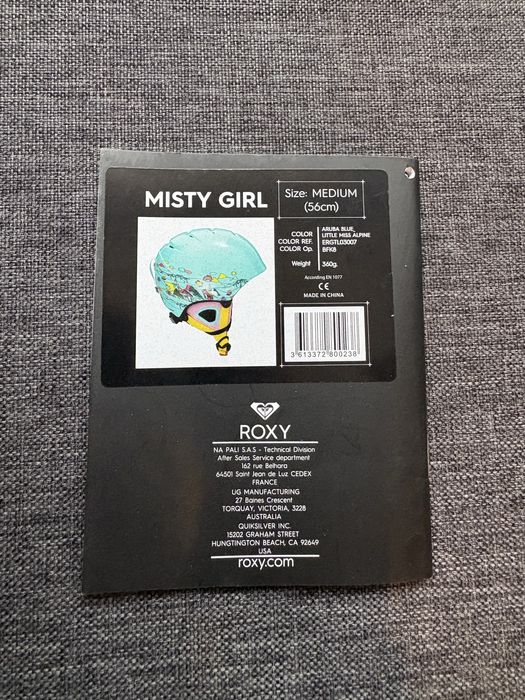 MISTY GIRL
Size: MEDIUM
(56cm)
COLOR ARUBA BLUE_
LITTLE MISS ALPINE
COLOR REF. ERGTL03007
COLOR Op. BFK8
Weight 360g.
According EN 1077
CE
MADE IN CHINA
3 613372 800238
ROXY
NA PALI S.A.S - Technical Division
After Sales Service department
162 rue Belhara
64501 Saint Jean de Luz CEDEX
FRANCE
UG MANUFACTURING
27 Baines Crescent
TORQUAY, VICTORIA, 3228
AUSTRALIA
QUIKSILVER INC.
15202 GRAHAM STREET
HUNGTINGTON BEACH, CA 92649
USA
roxy.com